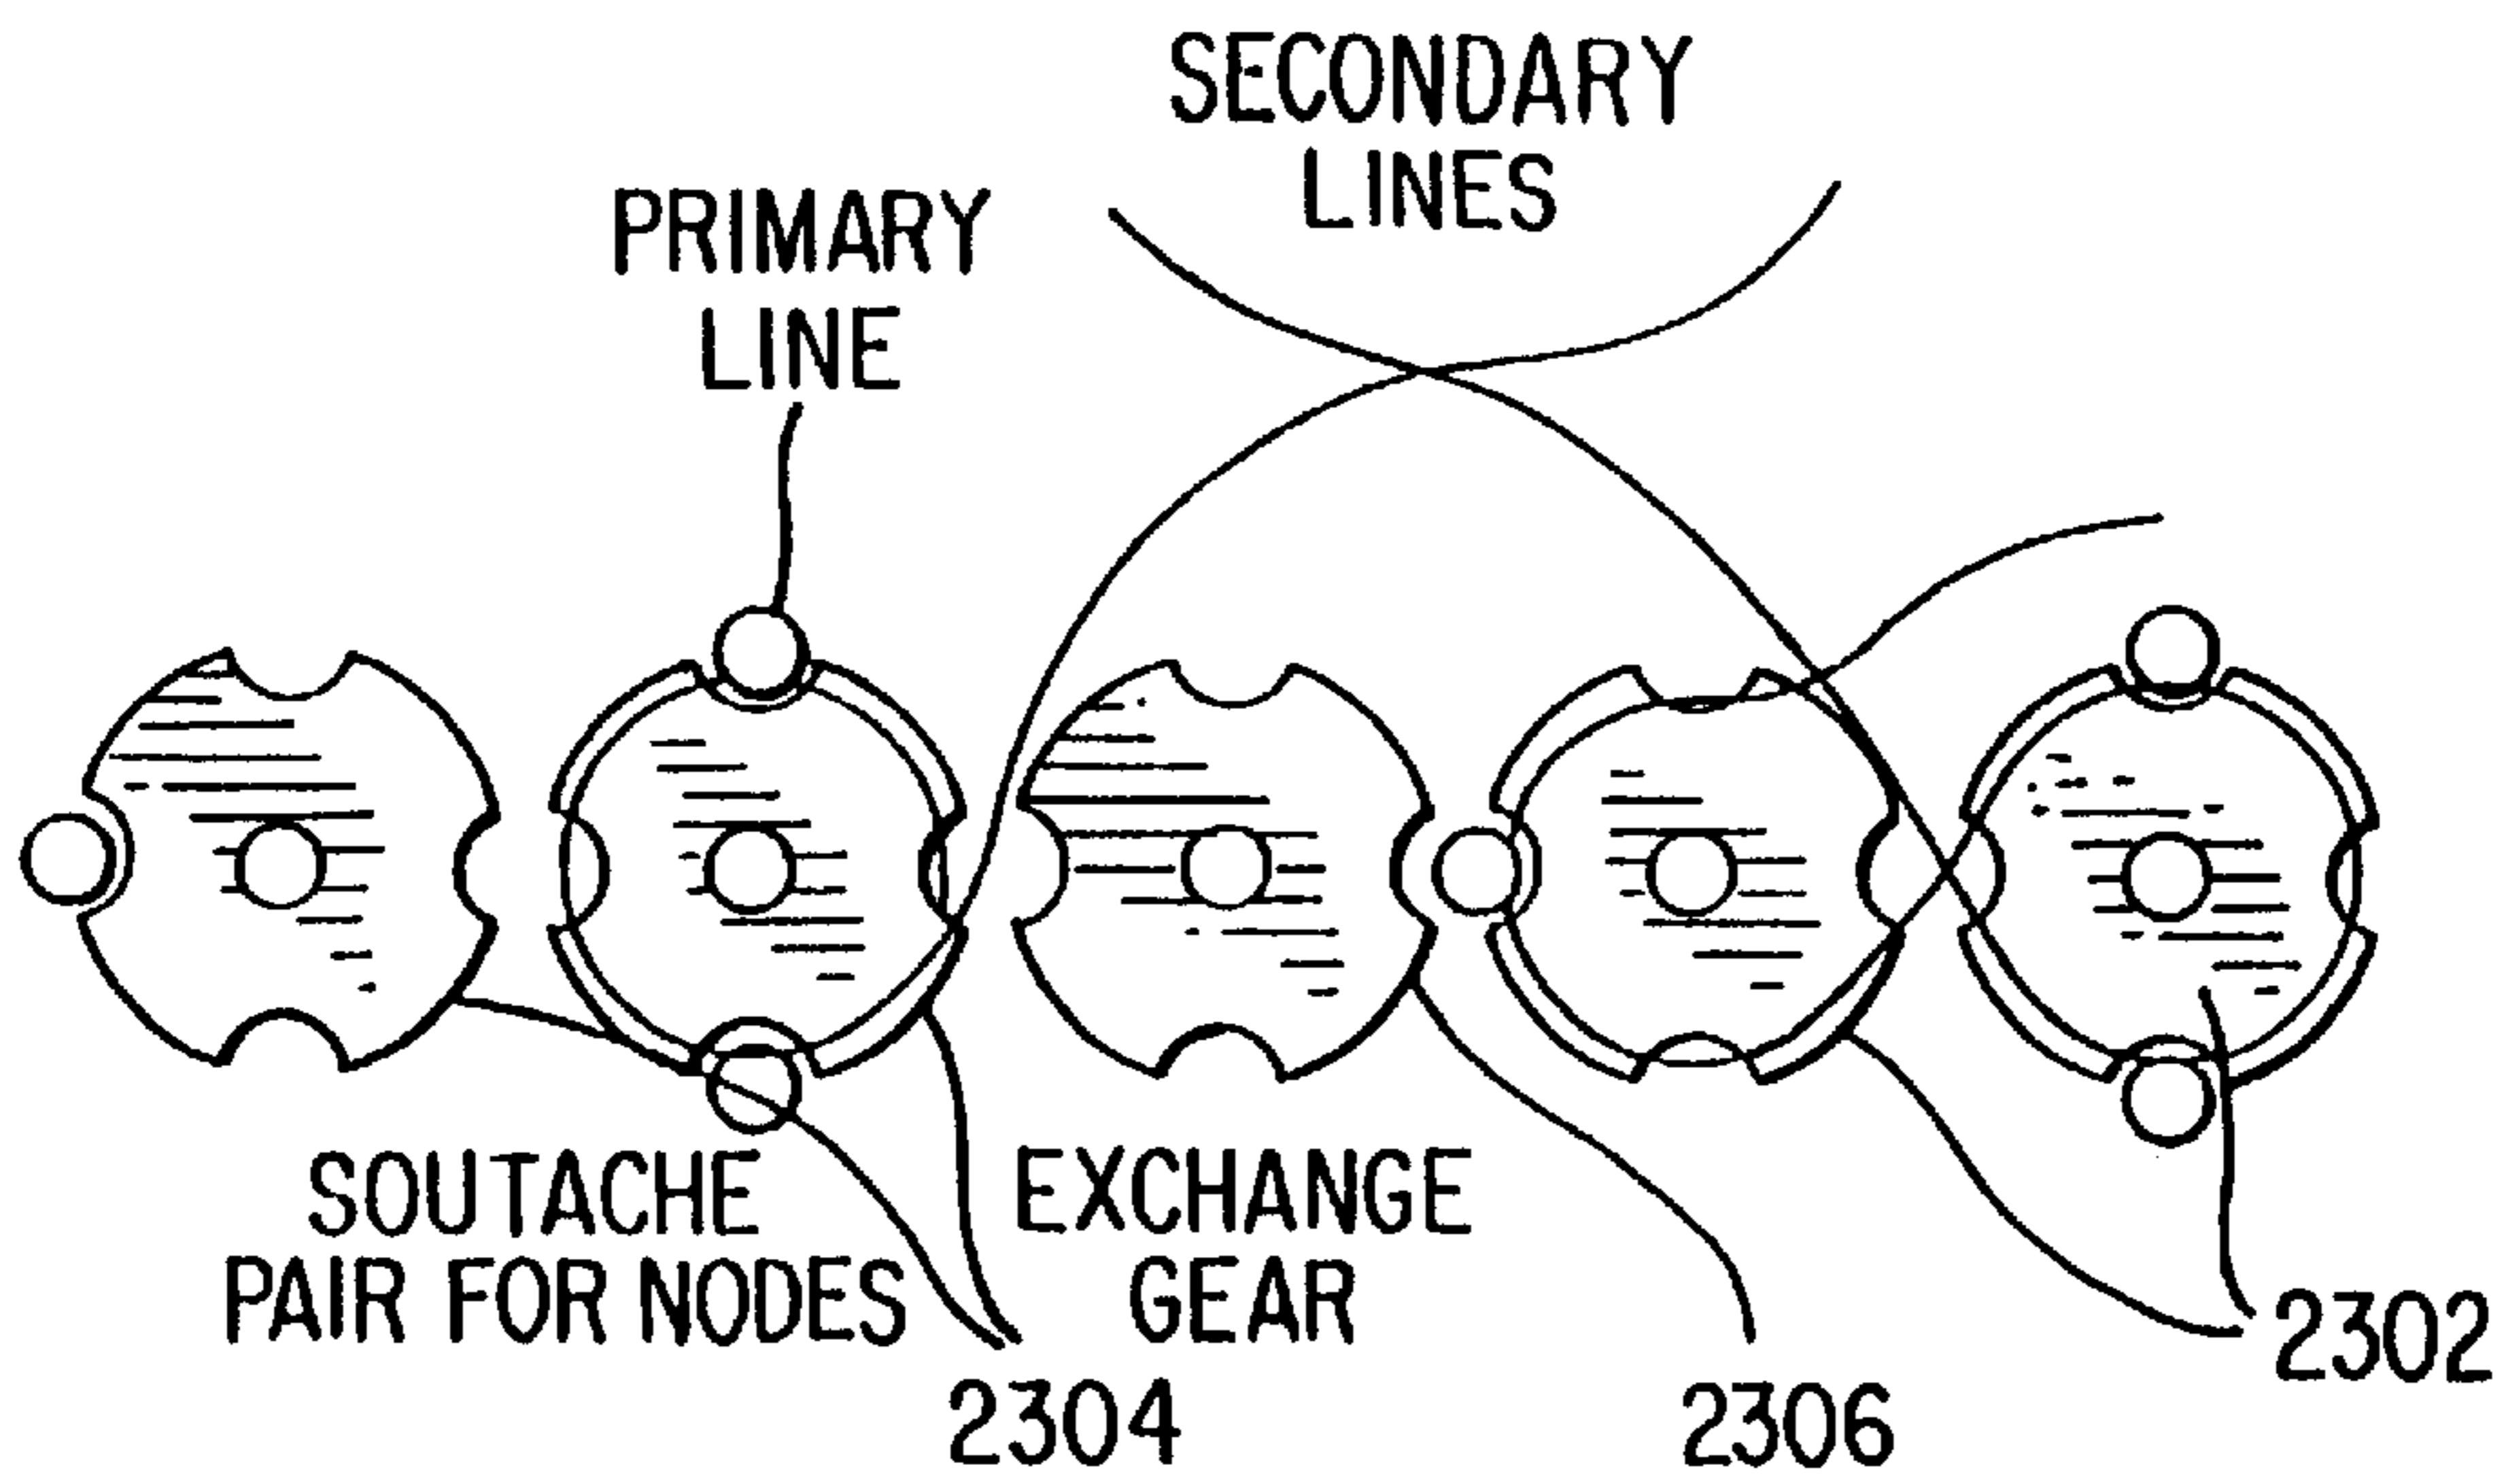 SECONDARY
LINES
PRIMARY
LINE
SOUTACHE
PAIR FOR NODES
EXCHANGE
GEAR
2302
2304
2306